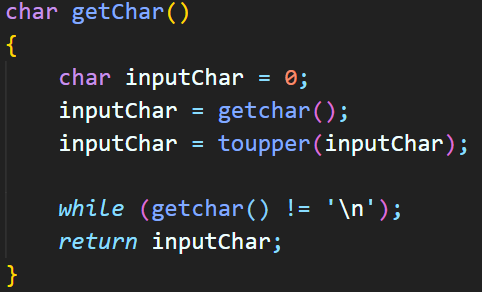 char getChar()
{
    char inputChar = 0;
    inputChar = getchar();
    inputChar = toupper(inputChar);

    while (getchar() != '\n');
    return inputChar;
}